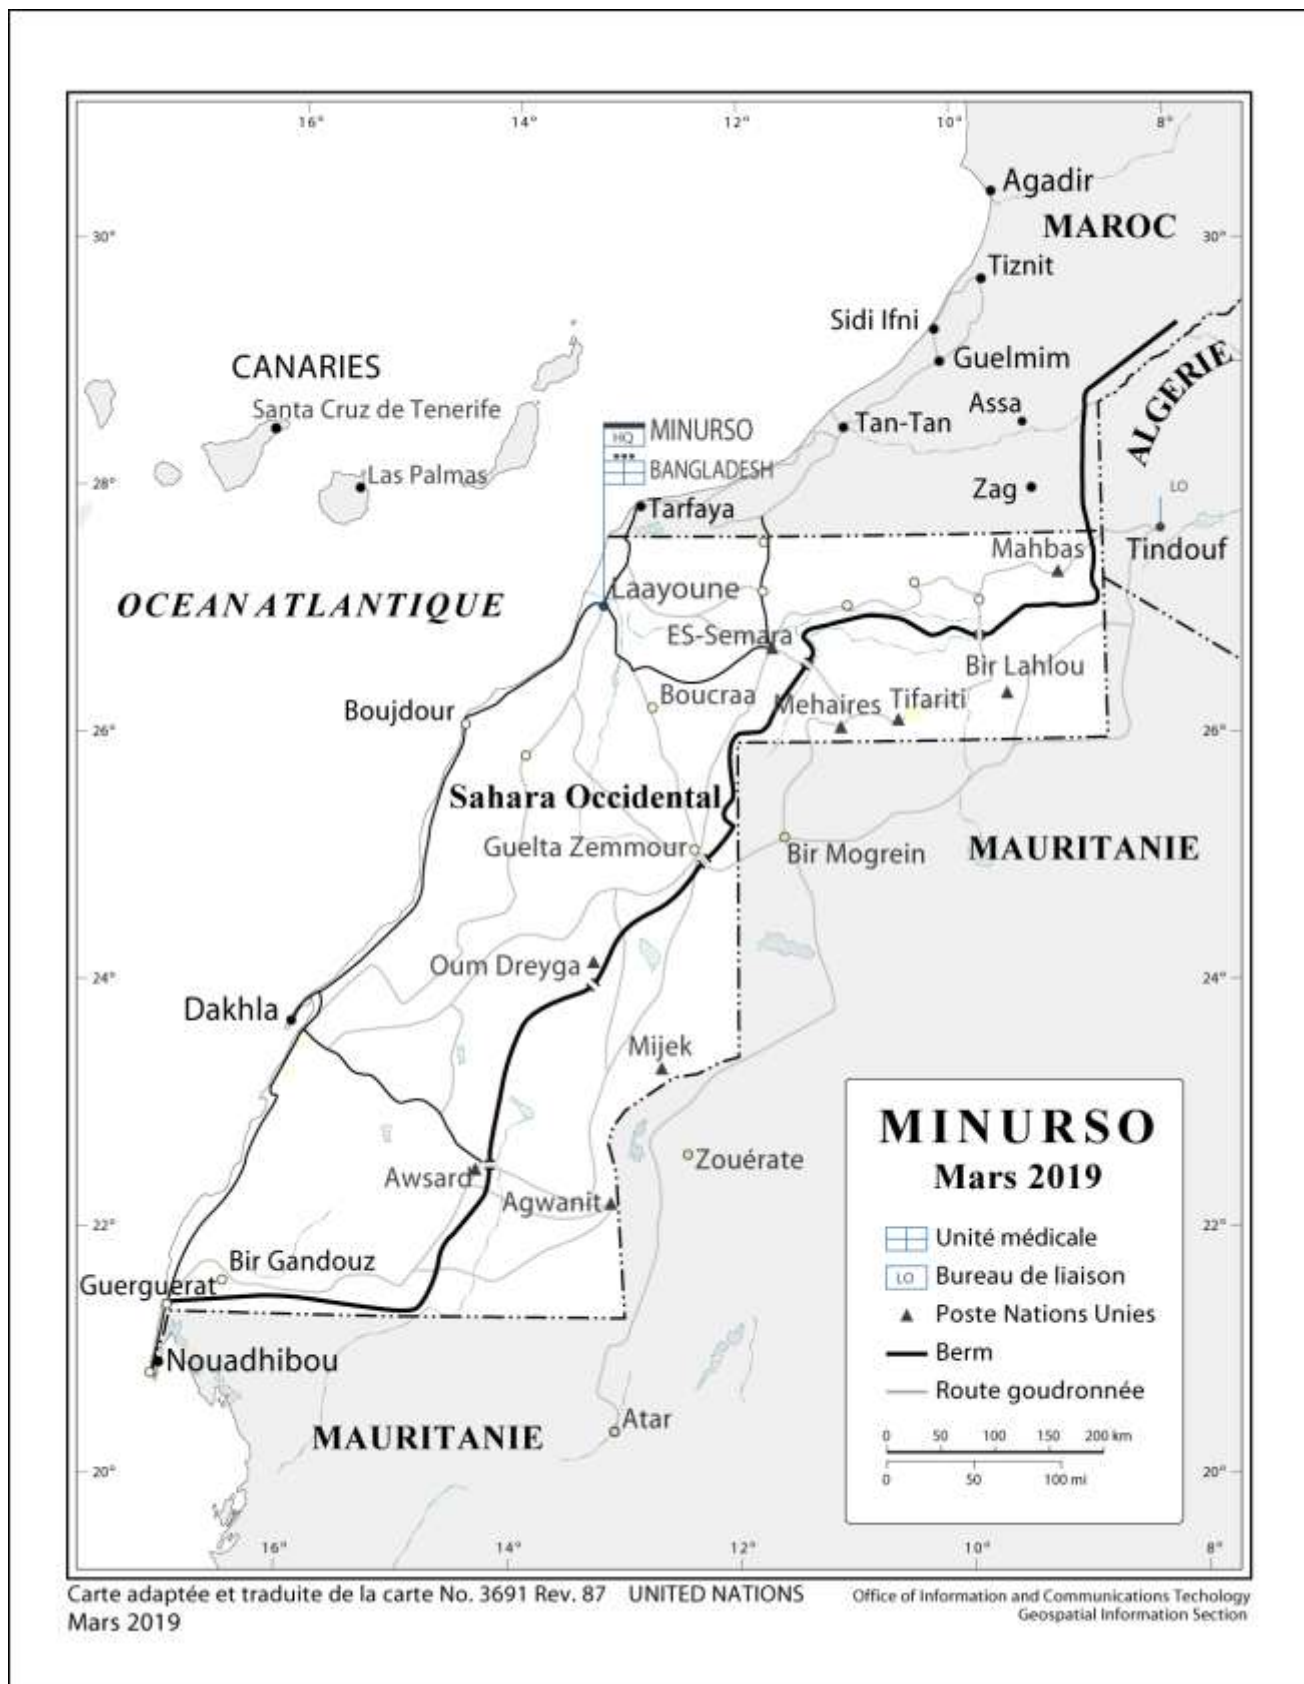 16° 14° 12° 10° 8°
Agadir
MAROC
30° 30°
Tiznit
Sidi Ifni
Guelmim
CANARIES
ALGERIE
Santa Cruz de Tenerife
Assa
Tan-Tan
HQ MINURSO
BANGLADESH
Las Palmas
28°
Zag
LO
Tarfaya
Mahbas
Tindouf
Laayoune
OCEAN ATLANTIQUE
ES-Semara
Bir Lahlou
Boucraa
Mehaires
Tifariti
Boujdour
26° 26°
Sahara Occidental
Guelta Zemmour
Bir Mogrein
MAURITANIE
Oum Dreyga
24° 24°
Dakhla
Mijek
MINURSO
Mars 2019
Zouérate
Awsard
Agwanit
22° 22°
Unité médicale
Bir Gandouz
LO Bureau de liaison
Guerguerat
Poste Nations Unies
Berm
Nouadhibou
Route goudronnée
Atar
MAURITANIE
0 50 100 150 200 km
0 50 100 mi
20° 20°
16° 14° 12° 10° 8°
Carte adaptée et traduite de la carte No. 3691 Rev. 87 UNITED NATIONS
Mars 2019
Office of Information and Communications Techology
Geospatial Information Section